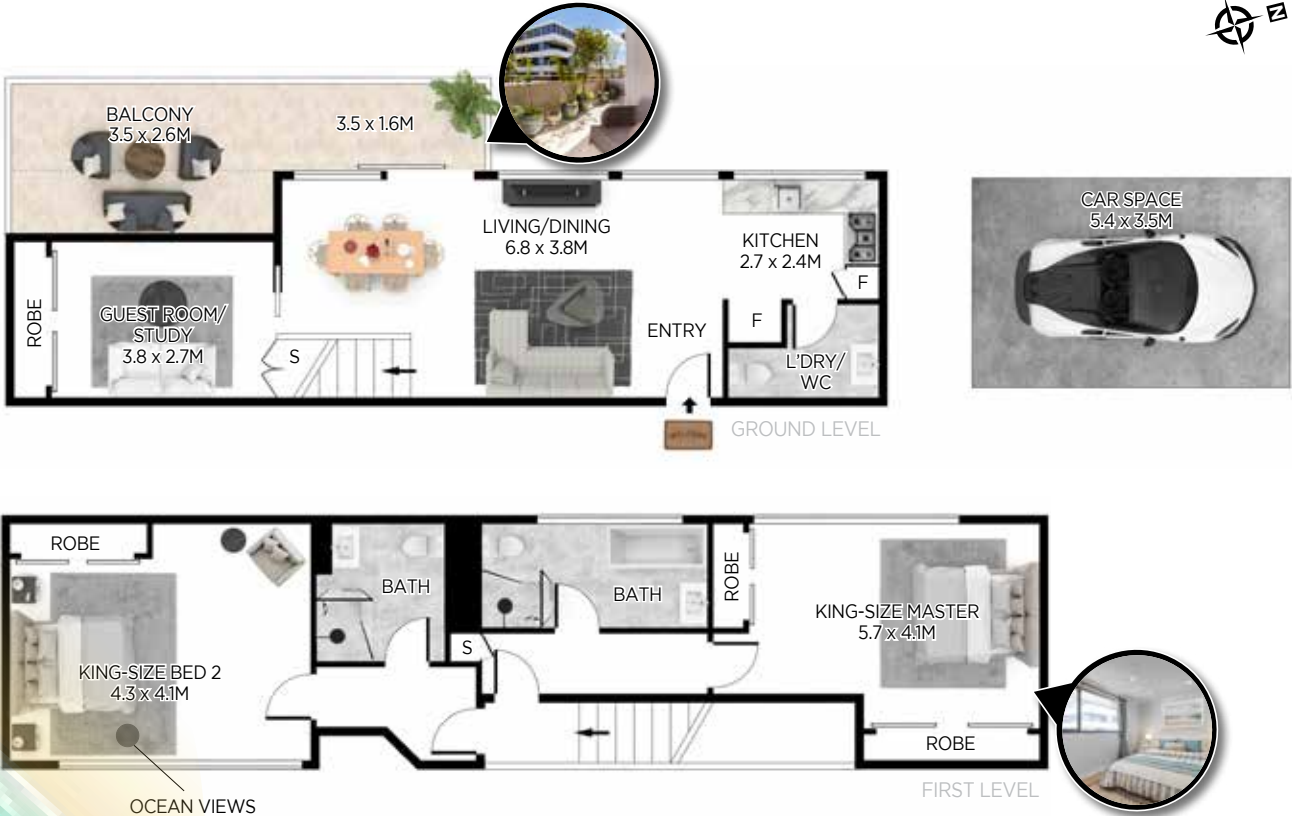 N
BALCONY
3.5 x 2.6M
3.5 x 1.6M
LIVING/DINING
6.8 x 3.8M
KITCHEN
2.7 x 2.4M
CAR SPACE
5.4 x 3.5M
ROBE
GUEST ROOM/
STUDY
3.8 x 2.7M
S
ENTRY
F
F
L'DRY/
WC
GROUND LEVEL
ROBE
BATH
BATH
ROBE
KING-SIZE MASTER
5.7 x 4.1M
S
KING-SIZE BED 2
4.3 x 4.1M
ROBE
FIRST LEVEL
OCEAN VIEWS